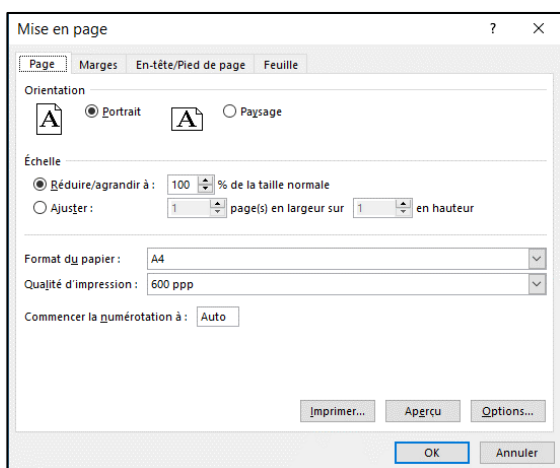 Mise en page ? ×
Page Marges En-tête/Pied de page Feuille
Orientation
A Portrait A Paysage
Échelle
Réduire/agrandir à : 100 % de la taille normale
Ajuster : 1 page(s) en largeur sur 1 en hauteur
Format du papier : A4
Qualité d'impression : 600 ppp
Commencer la numérotation à : Auto
Imprimer... Aperçu Options...
OK Annuler